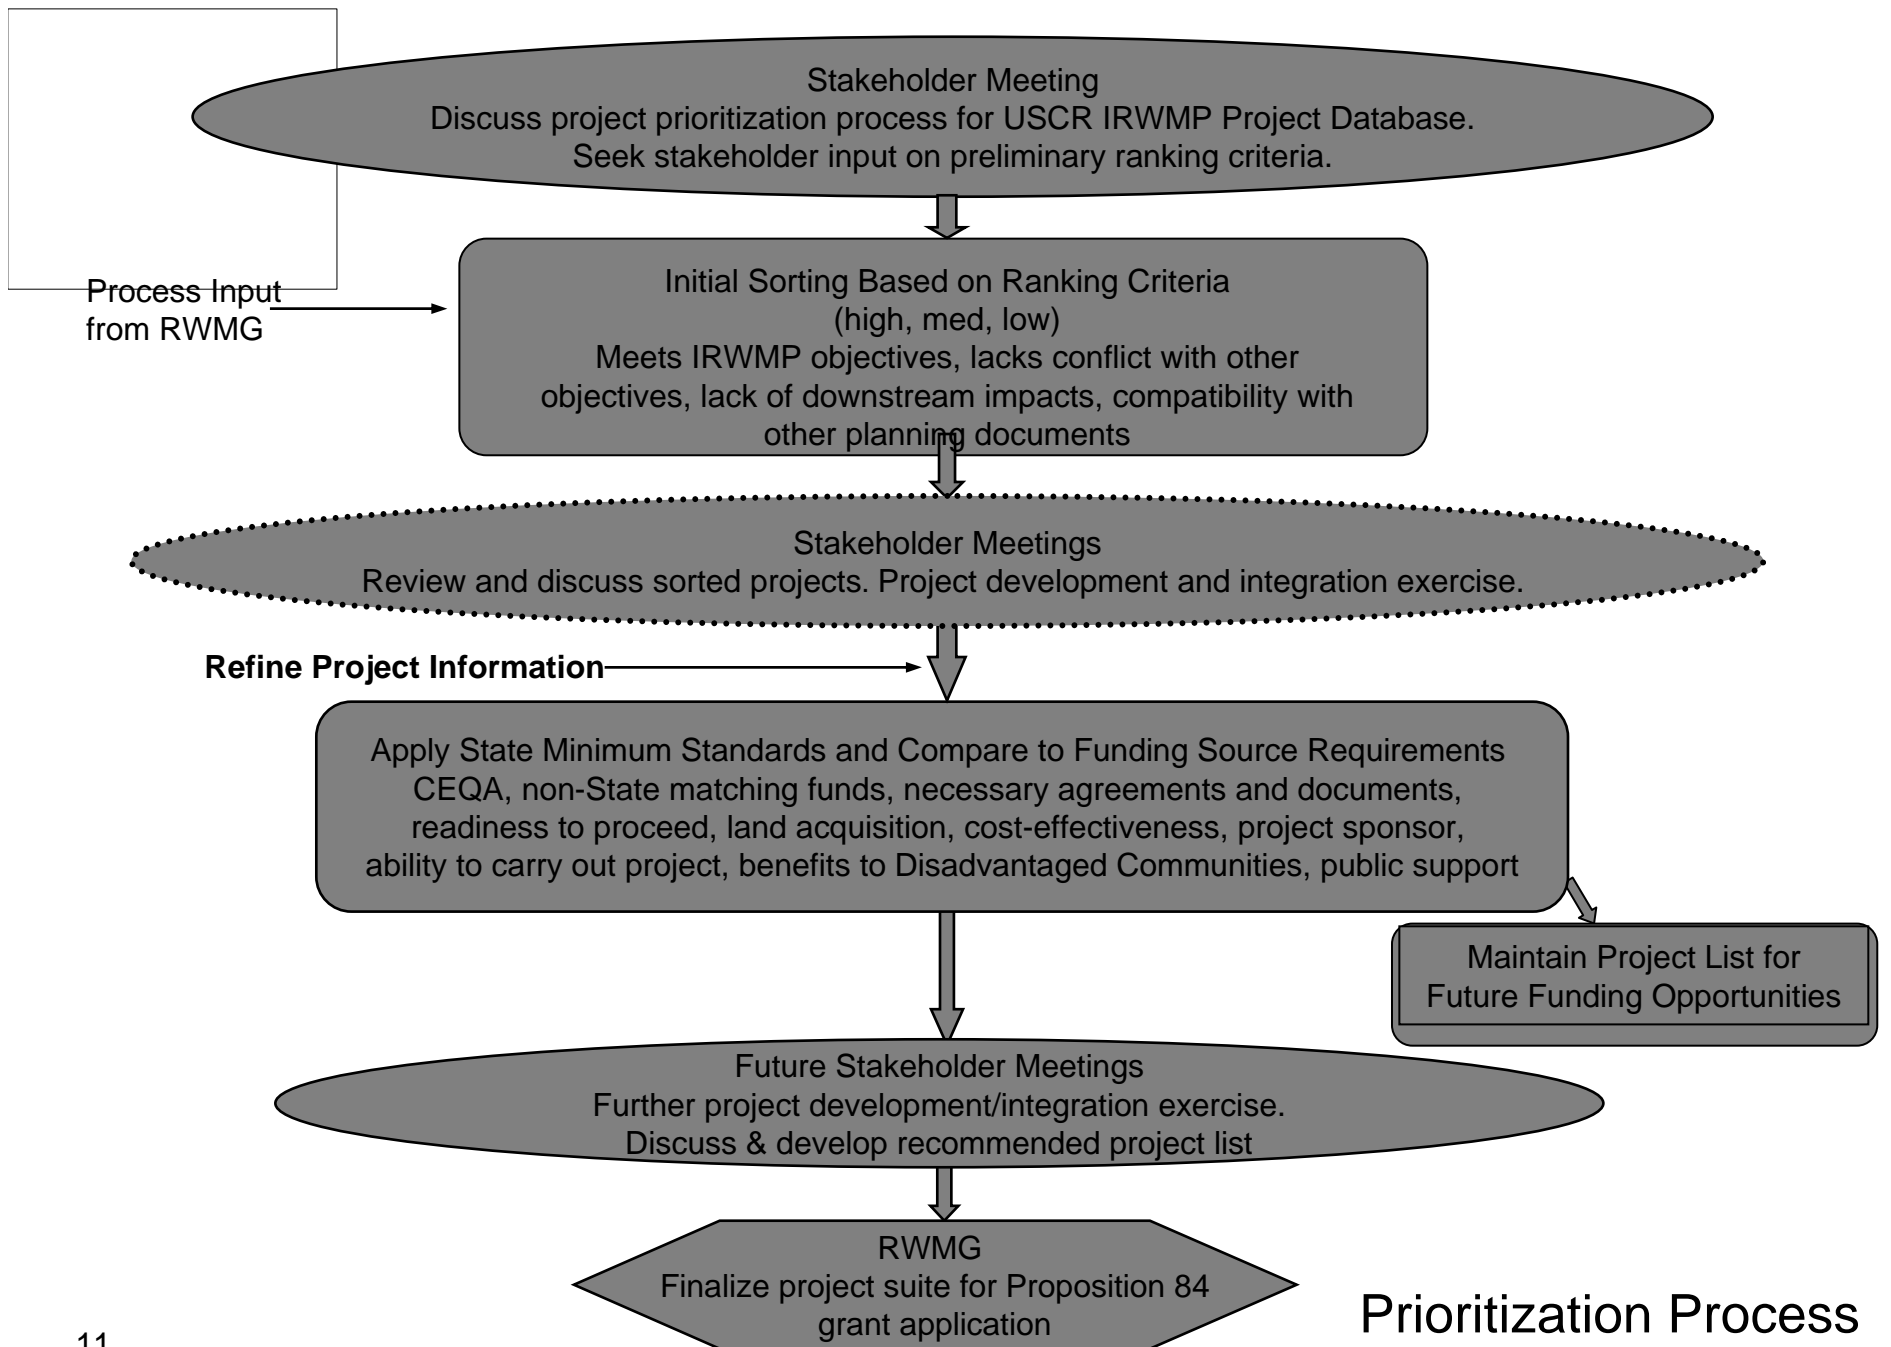 Stakeholder Meeting
Discuss project prioritization process for USCR IRWMP Project Database.
Seek stakeholder input on preliminary ranking criteria.
Process Input
from RWMG
Initial Sorting Based on Ranking Criteria
(high, med, low)
Meets IRWMP objectives, lacks conflict with other
objectives, lack of downstream impacts, compatibility with
other planning documents
Stakeholder Meetings
Review and discuss sorted projects. Project development and integration exercise.
Refine Project Information
Apply State Minimum Standards and Compare to Funding Source Requirements
CEQA, non-State matching funds, necessary agreements and documents,
readiness to proceed, land acquisition, cost-effectiveness, project sponsor,
ability to carry out project, benefits to Disadvantaged Communities, public support
Maintain Project List for
Future Funding Opportunities
Future Stakeholder Meetings
Further project development/integration exercise.
Discuss & develop recommended project list
RWMG
Finalize project suite for Proposition 84
grant application
Prioritization Process
11